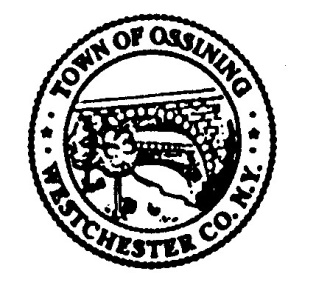 TOWN OF OSSINING
WESTCHESTER CO. N.Y.